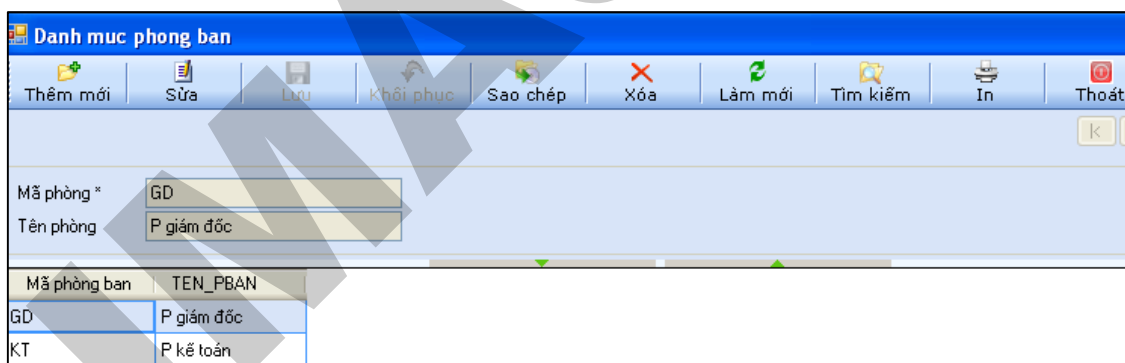 Danh muc phong ban
Thêm mới Sửa Lưu Khôi phục Sao chép Xóa Làm mới Tìm kiếm In Thoát
Mã phòng * GD
Tên phòng P giám đốc
Mã phòng ban TEN_PBAN
GD P giám đốc
KT P kế toán